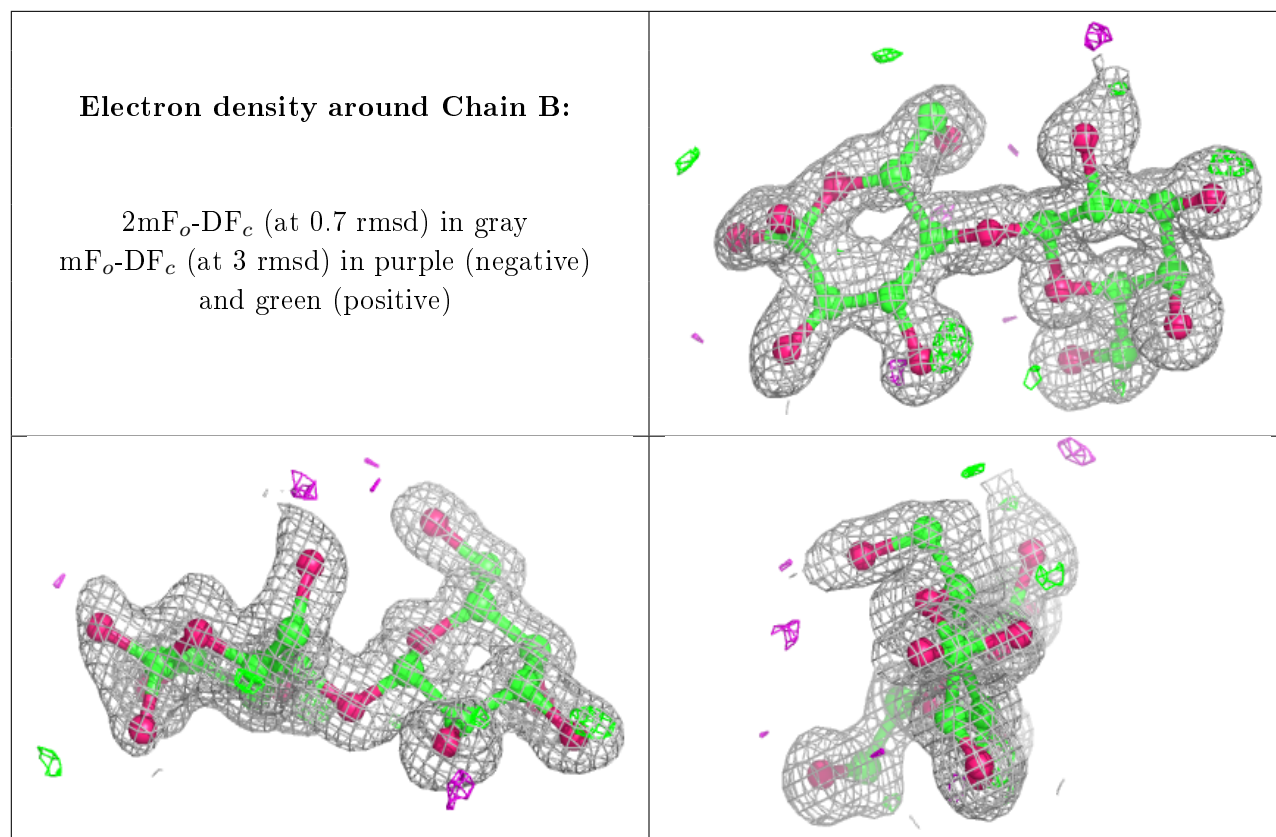 Electron density around Chain B:
2mFₒ-DF𝒸 (at 0.7 rmsd) in gray
mFₒ-DF𝒸 (at 3 rmsd) in purple (negative)
and green (positive)